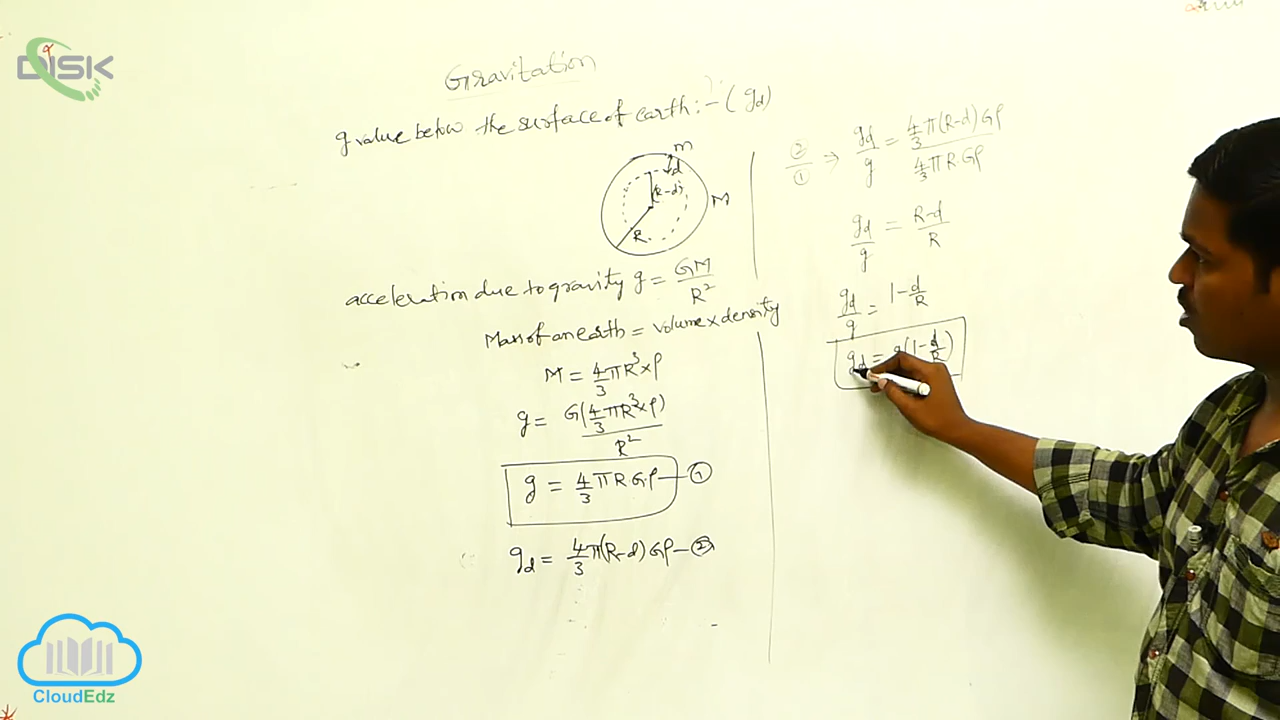 DISK
Gravitation
g value below the surface of earth :- (gd)
m
d
(R-d)
M
R
acceleration due to gravity g = GM/R²
Mass of an earth = volume × density
M = 4/3 πR³ × ρ
g = G(4/3 πR³ × ρ)/R²
g = 4/3 πRGρ — ①
gd = 4/3 π(R-d)Gρ — ②
②/① ⇒ gd/g = 4/3 π(R-d)Gρ / 4/3 πR·Gρ
gd/g = R-d/R
gd/g = 1-d/R
gd = g(1-d/R)
CloudEdz